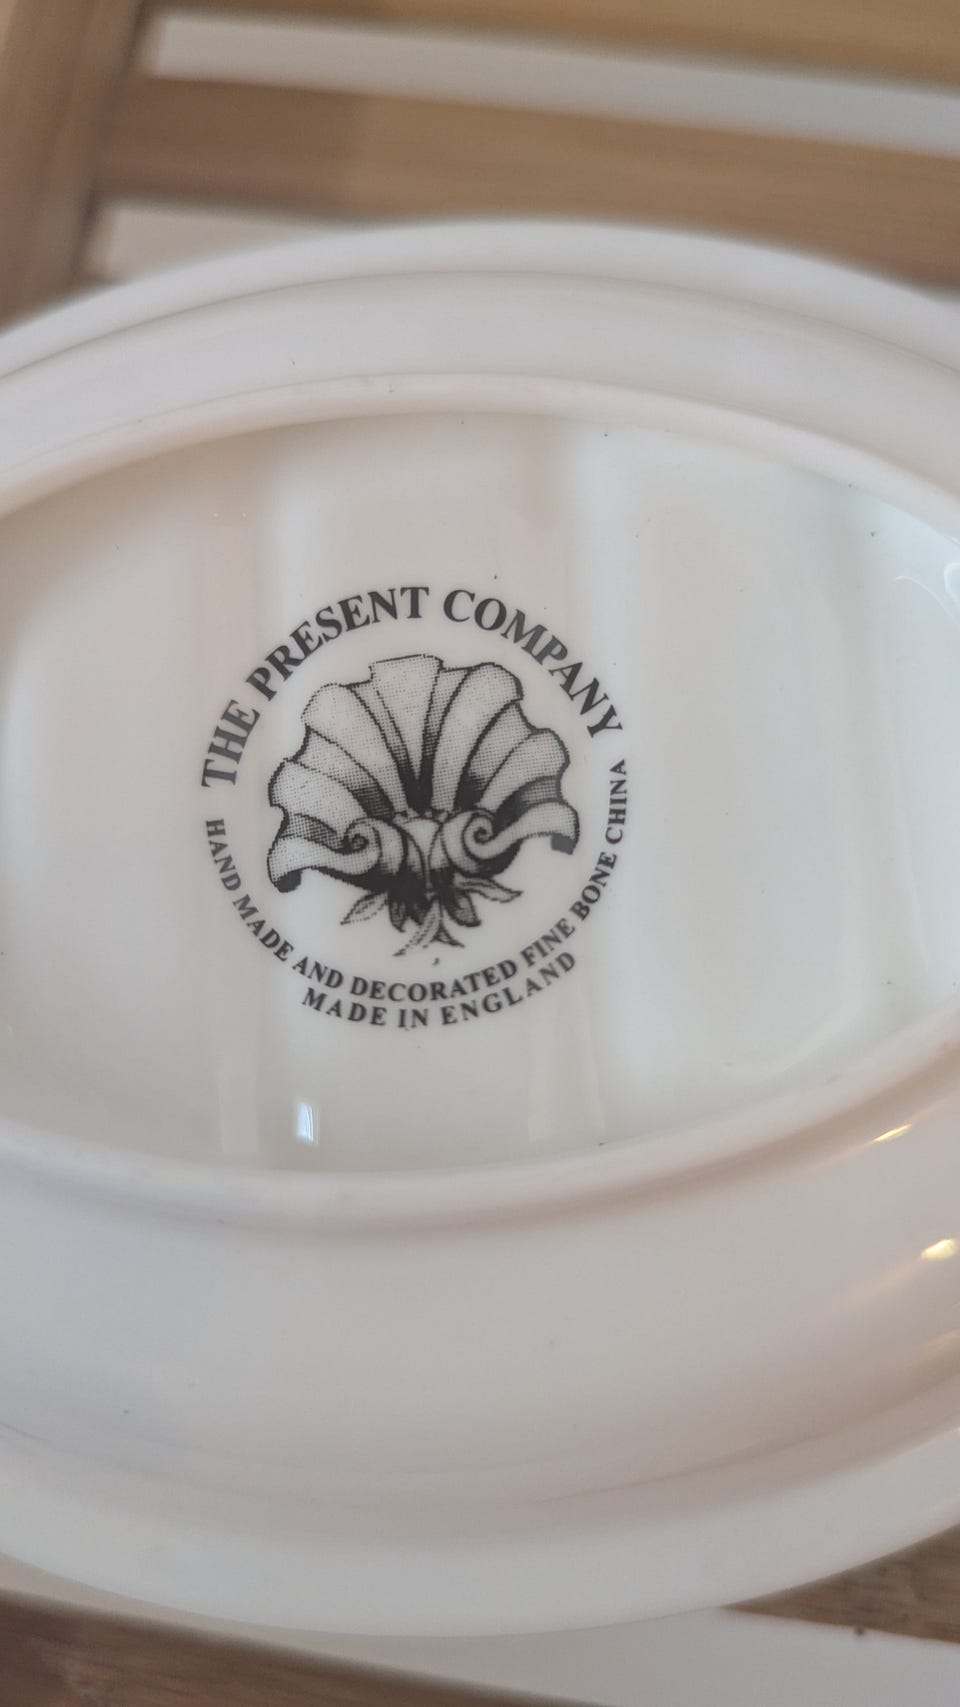 THE PRESENT COMPANY
HAND MADE AND DECORATED FINE BONE CHINA
MADE IN ENGLAND